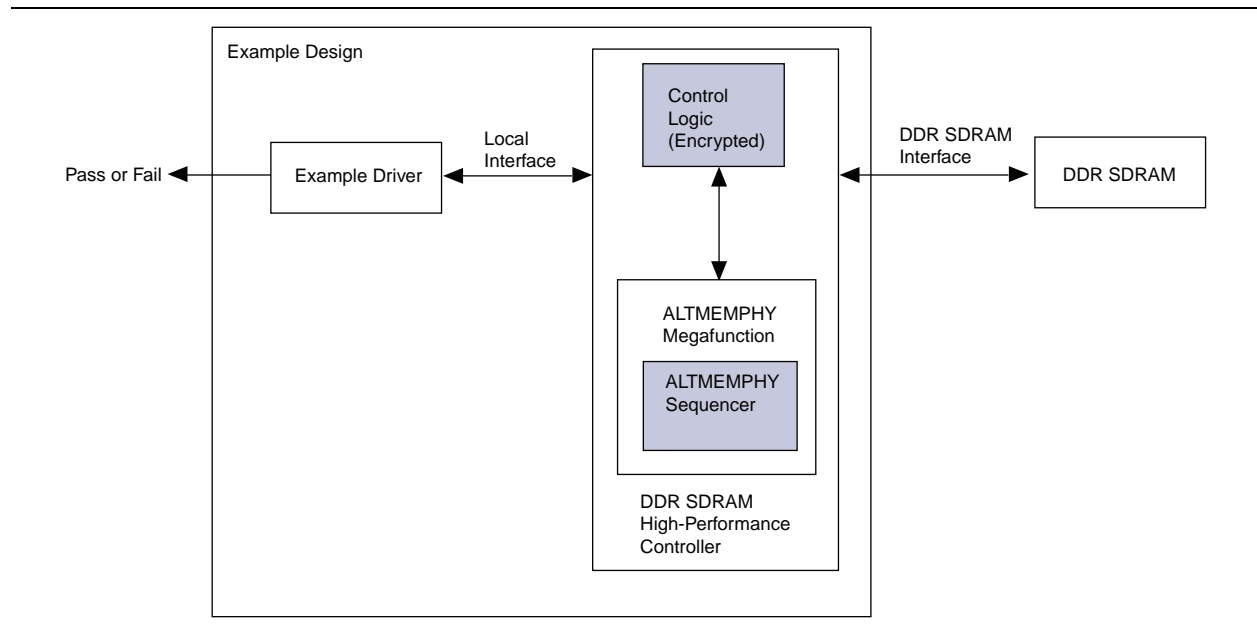 Example Design
Control
Logic
(Encrypted)
Local
Interface
DDR SDRAM
Interface
Pass or Fail
Example Driver
DDR SDRAM
ALTMEMPHY
Megafunction
ALTMEMPHY
Sequencer
DDR SDRAM
High-Performance
Controller